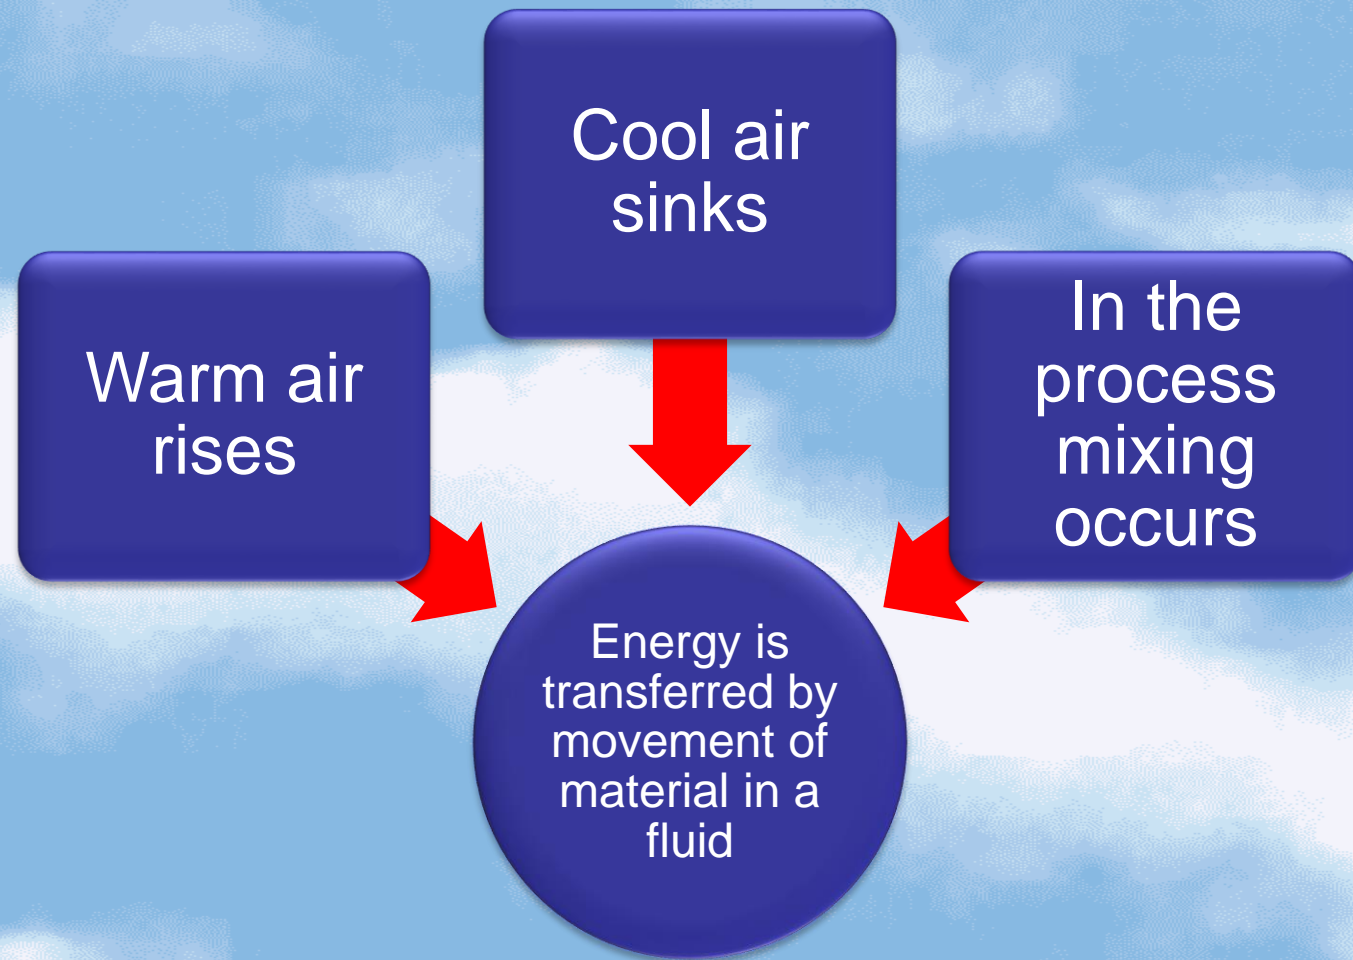 Cool air
sinks
Warm air
rises
In the
process
mixing
occurs
Energy is
transferred by
movement of
material in a
fluid